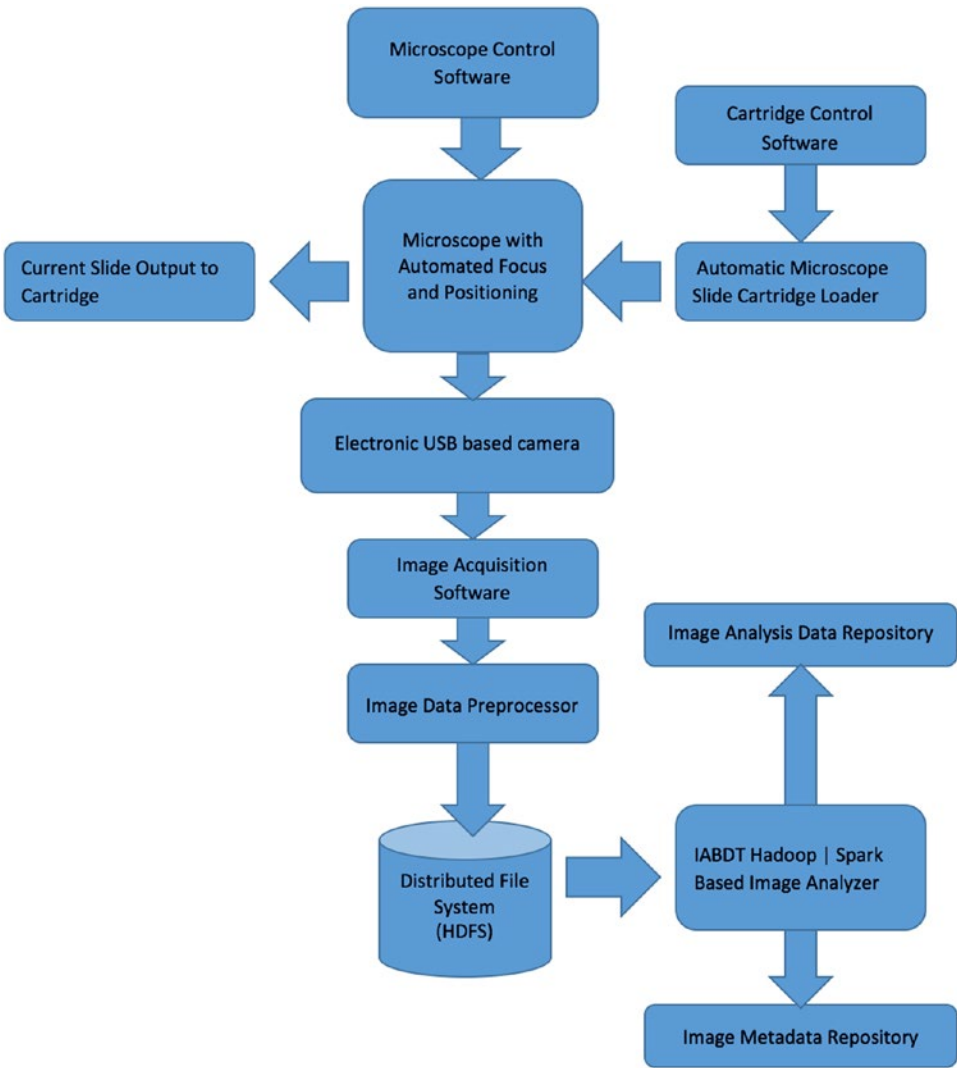 Microscope Control
Software
Cartridge Control
Software
Current Slide Output to
Cartridge
Microscope with
Automated Focus
and Positioning
Automatic Microscope
Slide Cartridge Loader
Electronic USB based camera
Image Acquisition
Software
Image Analysis Data Repository
Image Data Preprocessor
Distributed File
System
(HDFS)
IABDT Hadoop | Spark
Based Image Analyzer
Image Metadata Repository